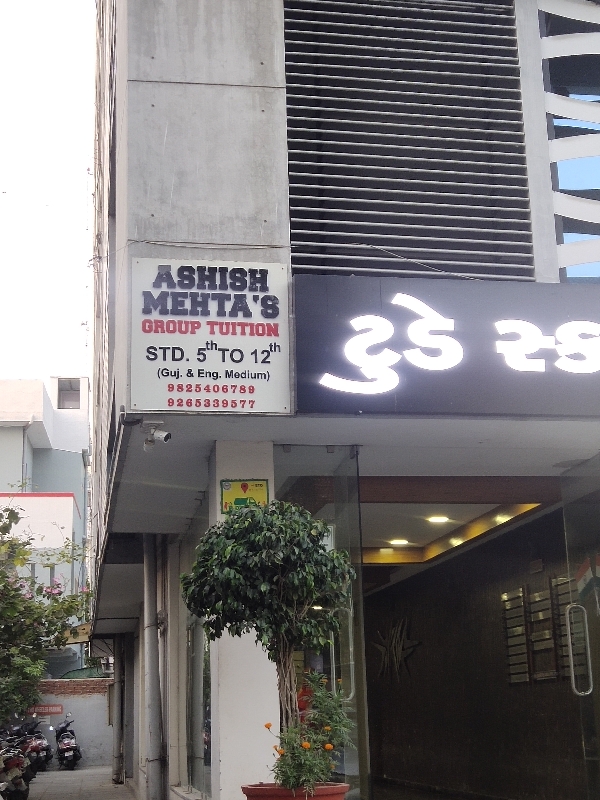 ASHISH
MEHTA'S
GROUP TUITION
STD. 5th TO 12th
(Guj. & Eng. Medium)
9825406789
9265339577
ટુડે સ્ક